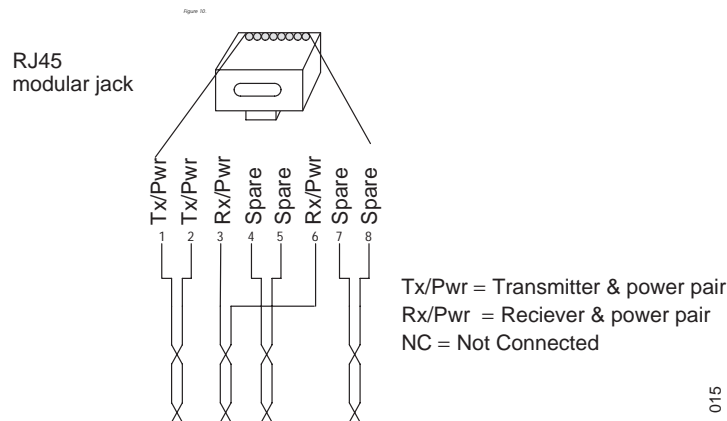 Figure 10.
RJ45
modular jack
Tx/Pwr
Tx/Pwr
Rx/Pwr
Spare
Spare
Rx/Pwr
Spare
Spare
1 2 3 4 5 6 7 8
Tx/Pwr = Transmitter & power pair
Rx/Pwr = Reciever & power pair
NC = Not Connected
015